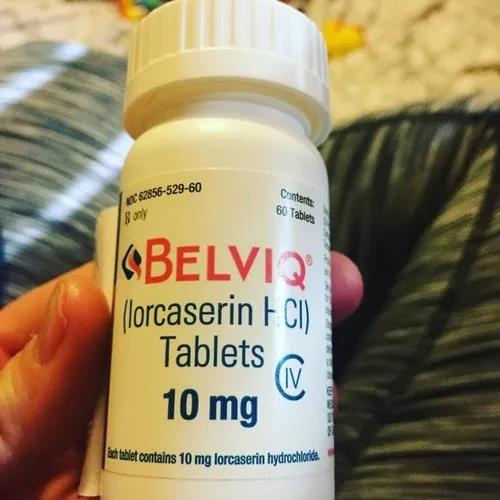 NDC 62856-529-60
Contents:
℞ only
60 Tablets
BELVIQ®
(lorcaserin HCl)
Tablets
CIV
10 mg
Each tablet contains 10 mg lorcaserin hydrochloride.